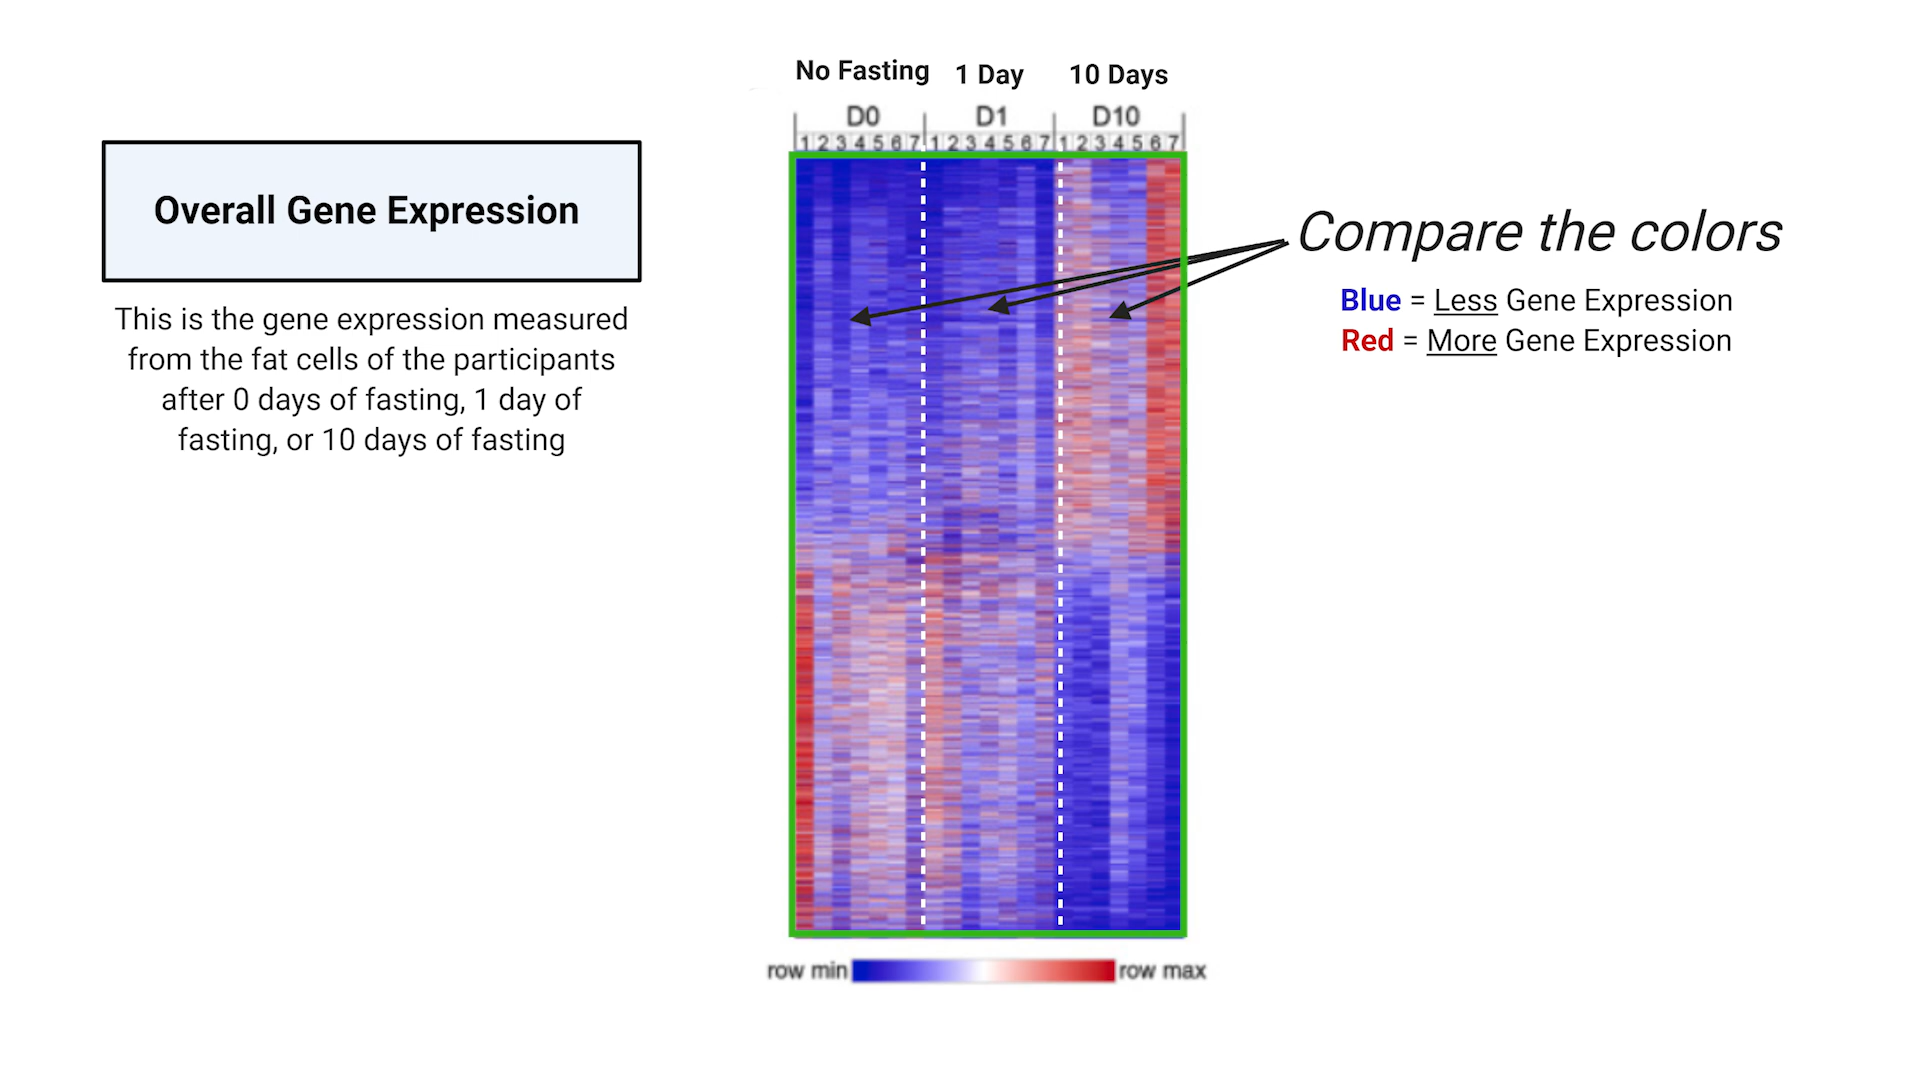 No Fasting 1 Day 10 Days
D0 D1 D10
1 2 3 4 5 6 7 1 2 3 4 5 6 7 1 2 3 4 5 6 7
Overall Gene Expression
This is the gene expression measured
from the fat cells of the participants
after 0 days of fasting, 1 day of
fasting, or 10 days of fasting
Compare the colors
Blue = Less Gene Expression
Red = More Gene Expression
row min row max